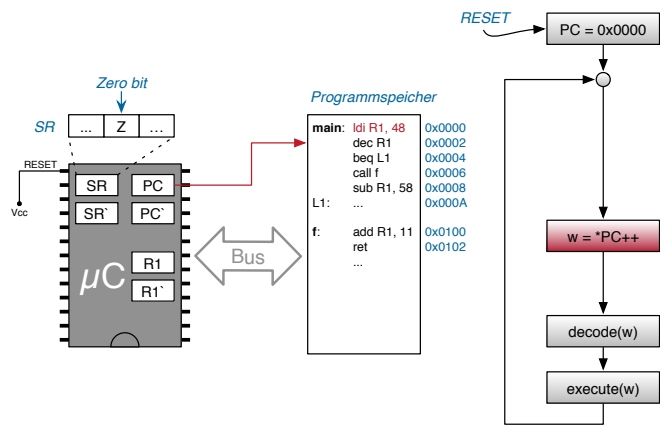 RESET
PC = 0x0000
Zero bit
SR ... Z ...
Programmspeicher
main: ldi R1, 48 0x0000
dec R1 0x0002
beq L1 0x0004
call f 0x0006
sub R1, 58 0x0008
L1: ... 0x000A
f: add R1, 11 0x0100
ret 0x0102
...
RESET
Vcc
SR PC
SR` PC`
R1
R1`
µC
Bus
w = *PC++
decode(w)
execute(w)